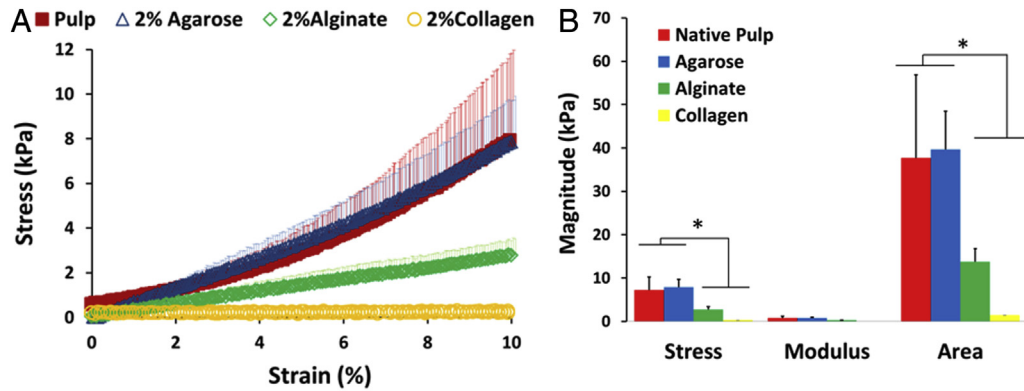 A
Pulp 2% Agarose 2%Alginate 2%Collagen
12
10
8
6
4
2
0
Stress (kPa)
0 2 4 6 8 10
Strain (%)
B
70
60
50
40
30
20
10
0
Magnitude (kPa)
Native Pulp
Agarose
Alginate
Collagen
*
*
Stress Modulus Area